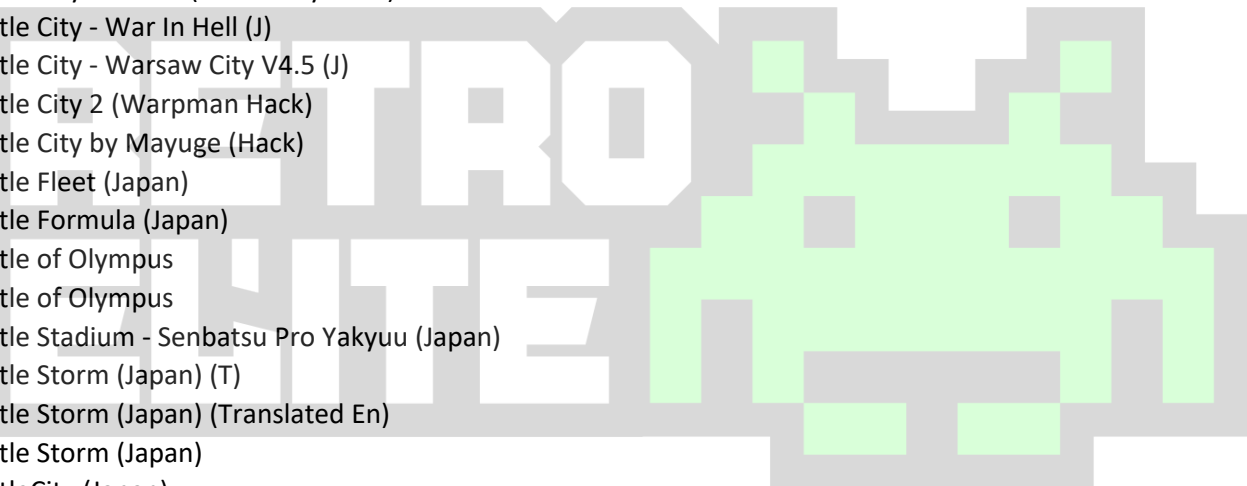 tle City - War In Hell (J)
tle City - Warsaw City V4.5 (J)
tle City 2 (Warpman Hack)
tle City by Mayuge (Hack)
tle Fleet (Japan)
tle Formula (Japan)
tle of Olympus
tle of Olympus
tle Stadium - Senbatsu Pro Yakyuu (Japan)
tle Storm (Japan) (T)
tle Storm (Japan) (Translated En)
tle Storm (Japan)
RETRO
ELITE